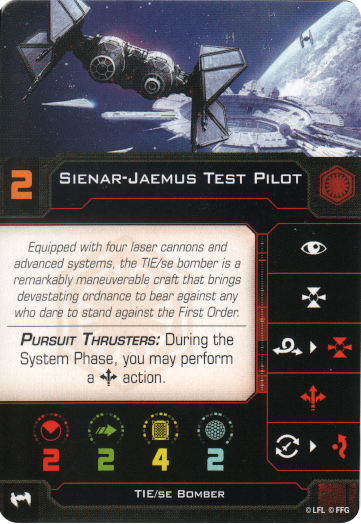 2 SIENAR-JAEMUS TEST PILOT
Equipped with four laser cannons and
advanced systems, the TIE/se bomber is a
remarkably maneuverable craft that brings
devastating ordnance to bear against any
who dare to stand against the First Order.
PURSUIT THRUSTERS: During the
System Phase, you may perform
a action.
2 2 4 2
TIE/SE BOMBER
© LFL © FFG